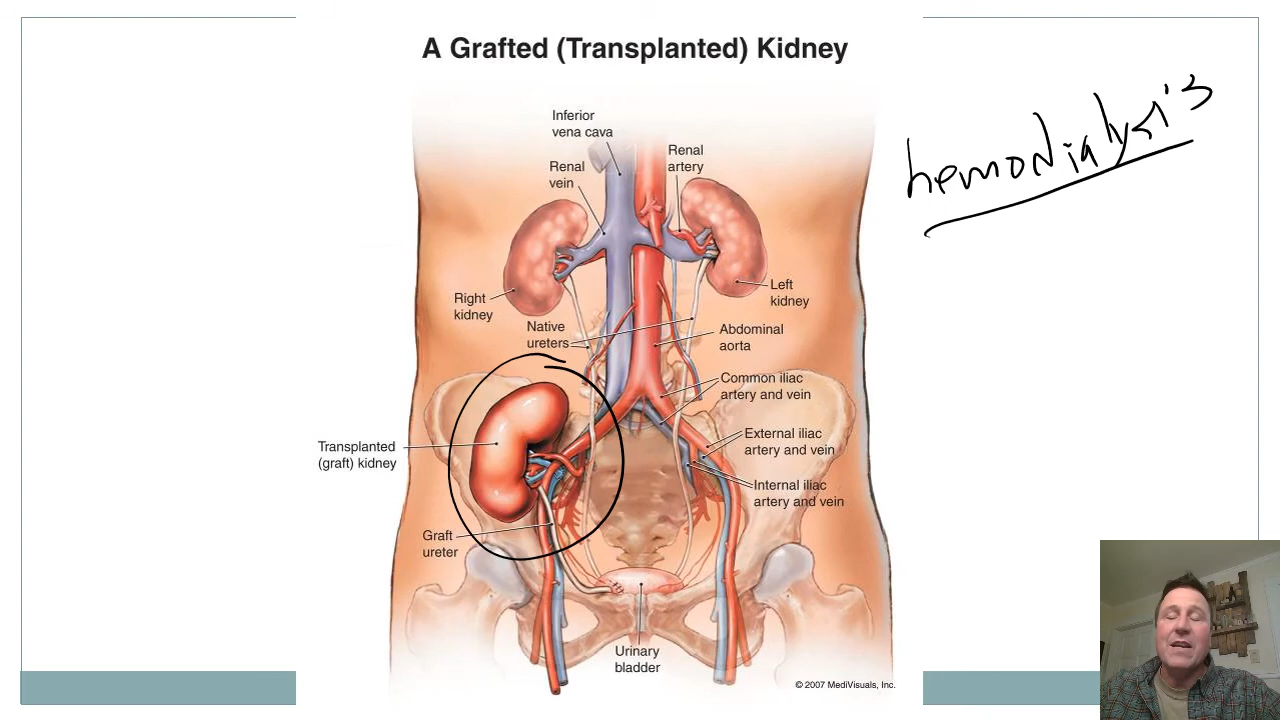 A Grafted (Transplanted) Kidney
hemodialysis
Inferior
vena cava
Renal
artery
Renal
vein
Right
kidney
Left
kidney
Native
ureters
Abdominal
aorta
Common iliac
artery and vein
Transplanted
(graft) kidney
External iliac
artery and vein
Internal iliac
artery and vein
Graft
ureter
Urinary
bladder
© 2007 MediVisuals, Inc.